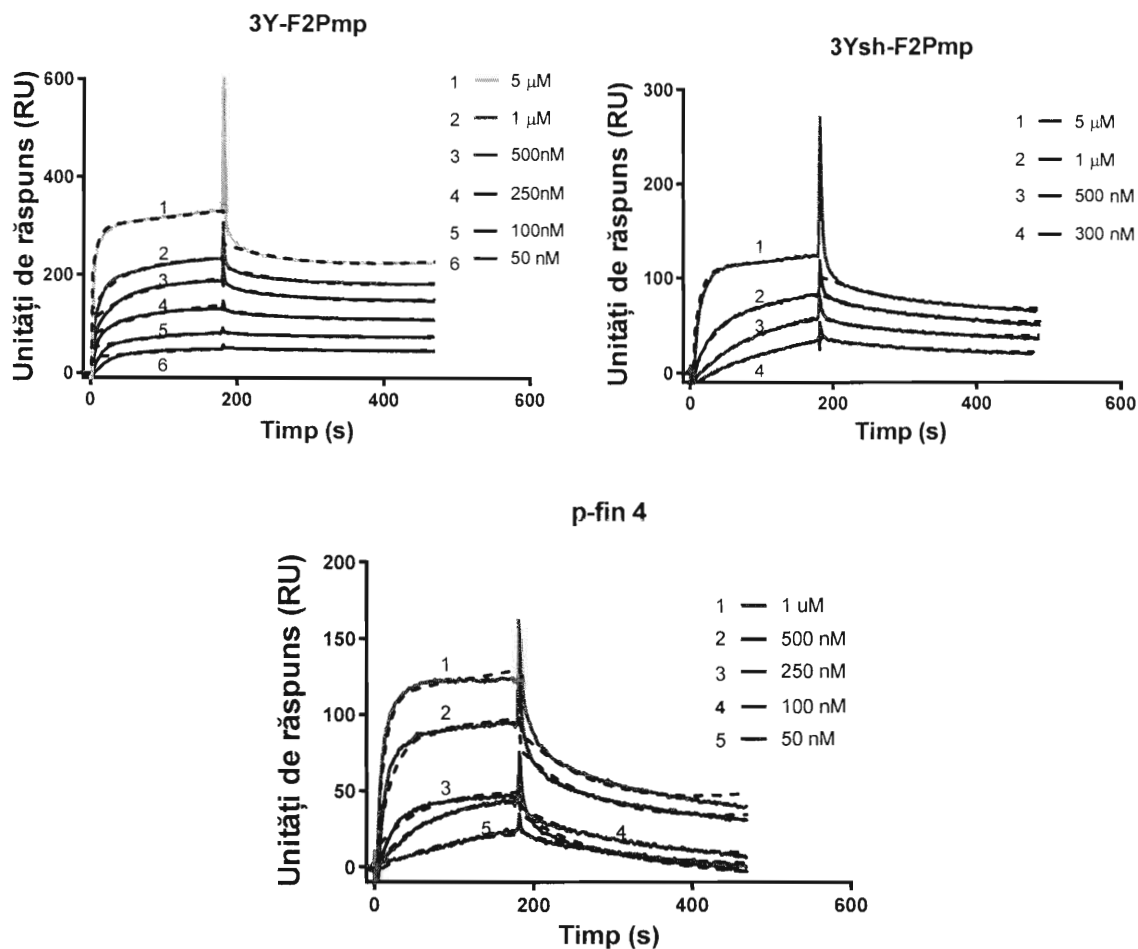 3Y-F2Pmp
Unități de răspuns (RU)
600
400
200
0
1
2
3
4
5
6
0
200
400
600
Timp (s)
1 5 μM
2 1 μM
3 500nM
4 250nM
5 100nM
6 50 nM
3Ysh-F2Pmp
Unități de răspuns (RU)
300
200
100
0
1
2
3
4
0
200
400
600
Timp (s)
1 5 μM
2 1 μM
3 500 nM
4 300 nM
p-fin 4
Unități de răspuns (RU)
200
150
100
50
0
1
2
3
4
5
0
200
400
600
Timp (s)
1 1 uM
2 500 nM
3 250 nM
4 100 nM
5 50 nM